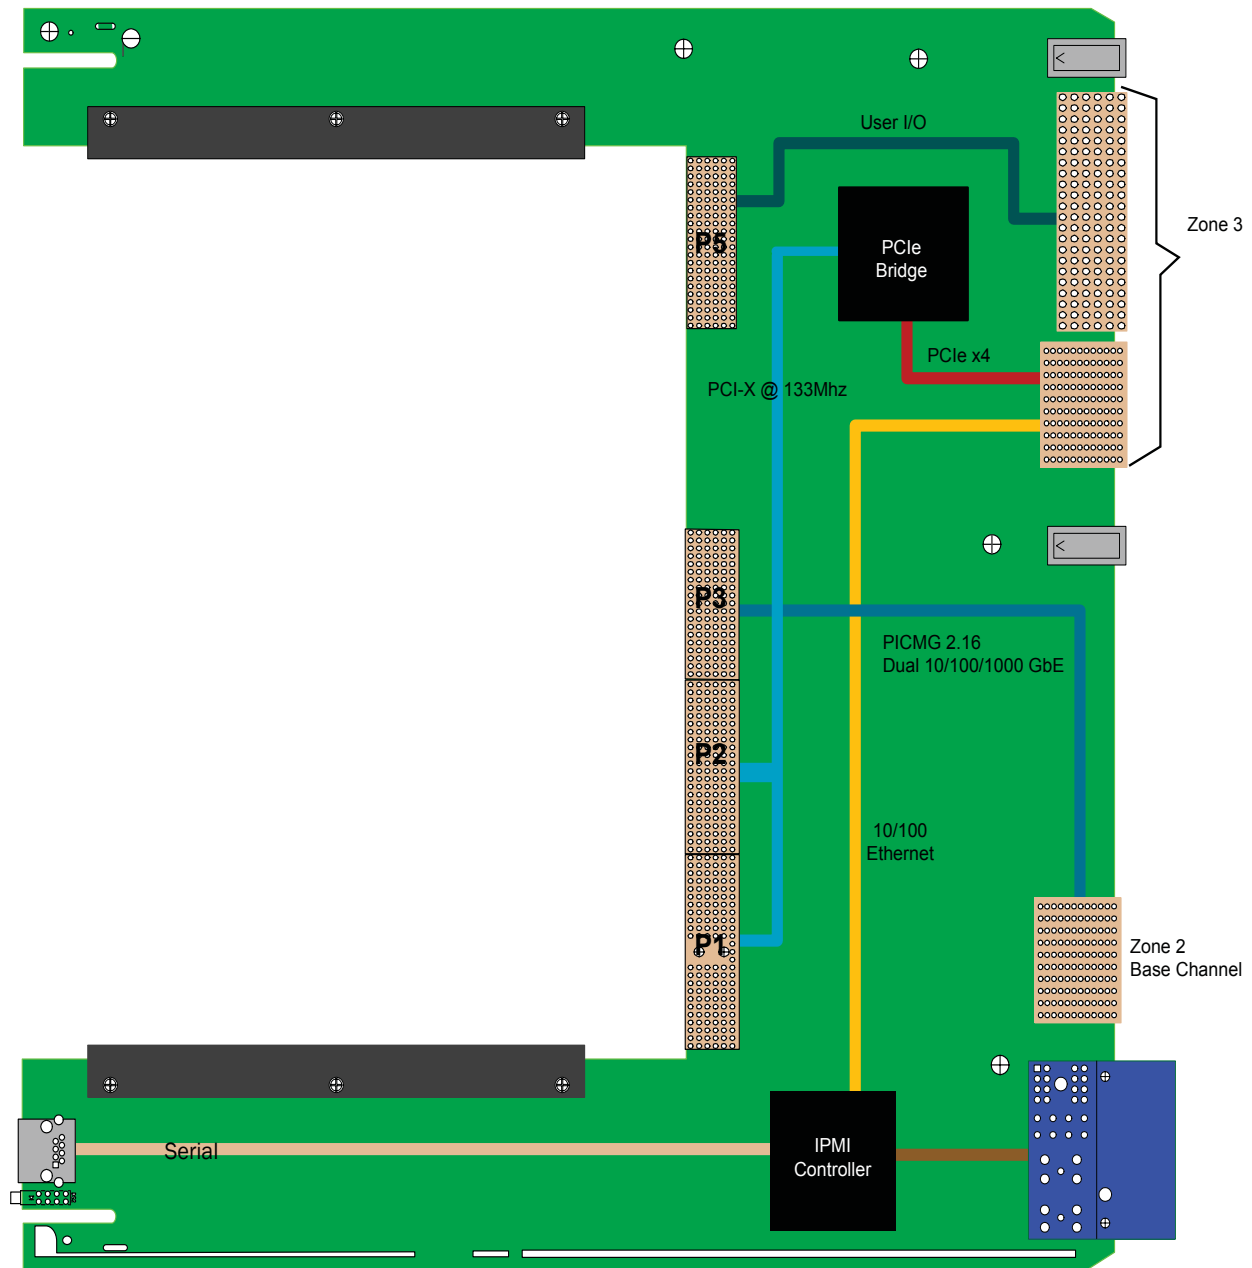 User I/O
Zone 3
P5
PCIe
Bridge
PCIe x4
PCI-X @ 133Mhz
P3
PICMG 2.16
Dual 10/100/1000 GbE
P2
10/100
Ethernet
P1
Zone 2
Base Channel
Serial
IPMI
Controller